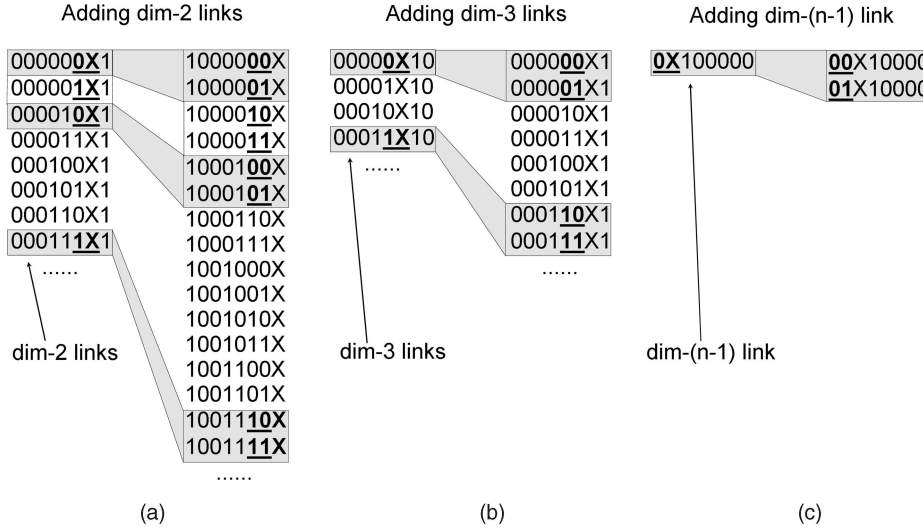 Adding dim-2 links
000000X1
000001X1
000010X1
000011X1
000100X1
000101X1
000110X1
000111X1
......
dim-2 links
1000000X
1000001X
1000010X
1000011X
1000100X
1000101X
1000110X
1000111X
1001000X
1001001X
1001010X
1001011X
1001100X
1001101X
1001110X
1001111X
......
(a)
Adding dim-3 links
00000X10
00001X10
00010X10
00011X10
......
dim-3 links
000000X1
000001X1
000010X1
000011X1
000100X1
000101X1
000110X1
000111X1
......
(b)
Adding dim-(n-1) link
0X100000
dim-(n-1) link
00X10000
01X10000
(c)